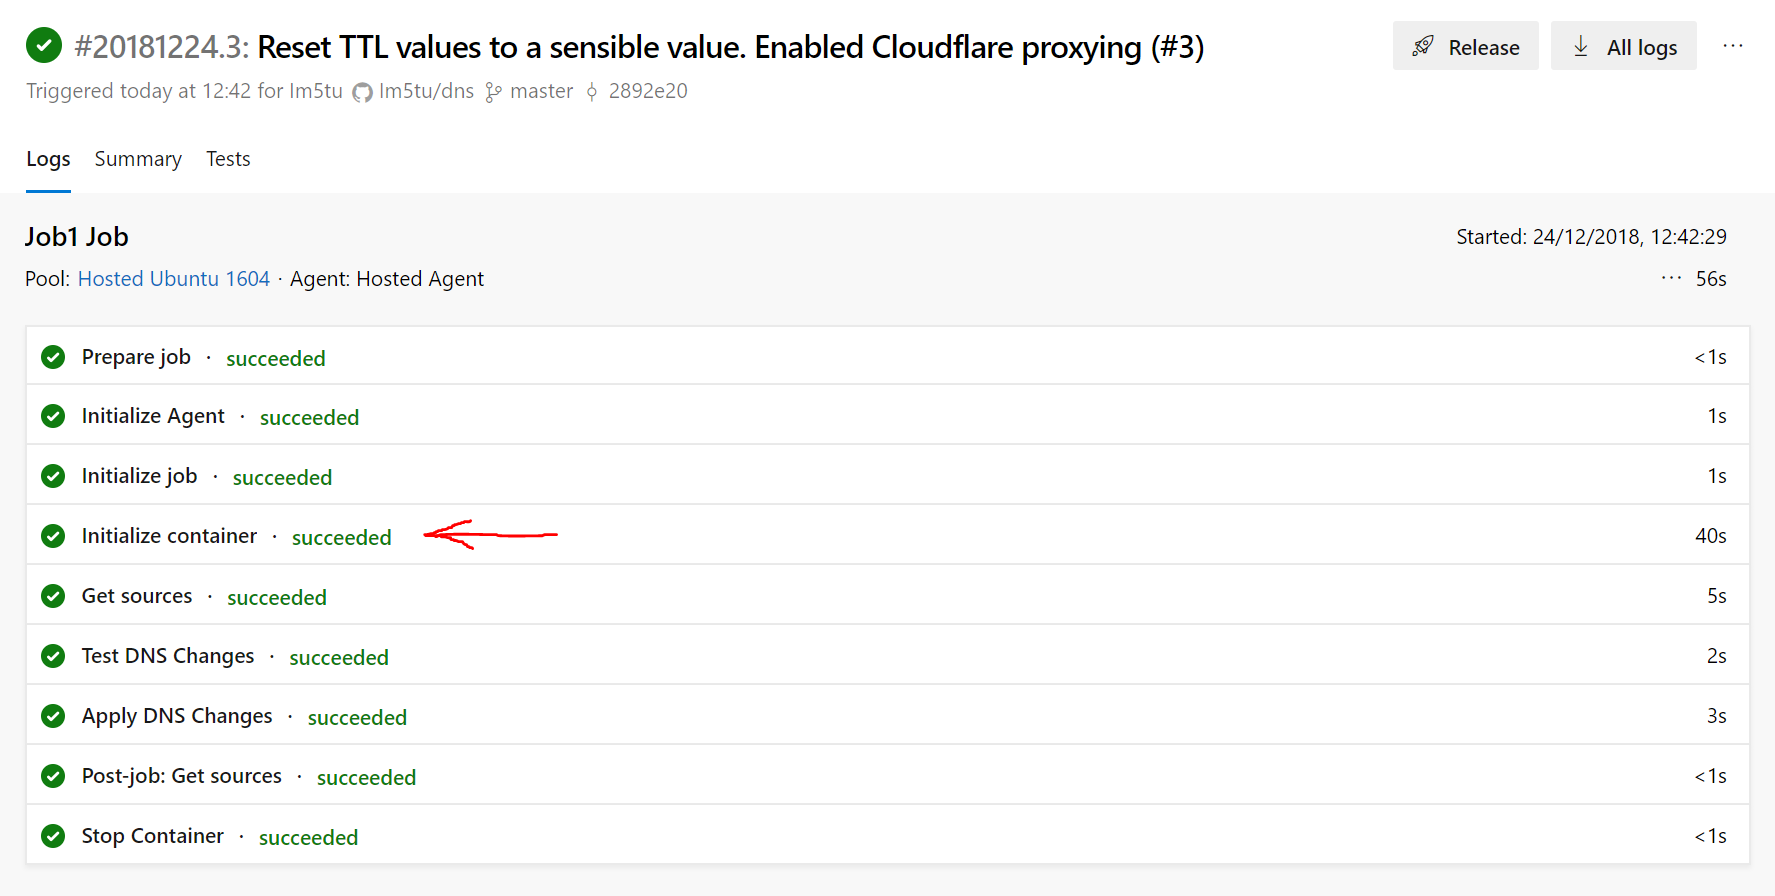 #20181224.3: Reset TTL values to a sensible value. Enabled Cloudflare proxying (#3)
Release
All logs
...
Triggered today at 12:42 for lm5tu lm5tu/dns master 2892e20
Logs Summary Tests
Job1 Job
Started: 24/12/2018, 12:42:29
Pool: Hosted Ubuntu 1604 · Agent: Hosted Agent
... 56s
Prepare job · succeeded <1s
Initialize Agent · succeeded 1s
Initialize job · succeeded 1s
Initialize container · succeeded 40s
Get sources · succeeded 5s
Test DNS Changes · succeeded 2s
Apply DNS Changes · succeeded 3s
Post-job: Get sources · succeeded <1s
Stop Container · succeeded <1s